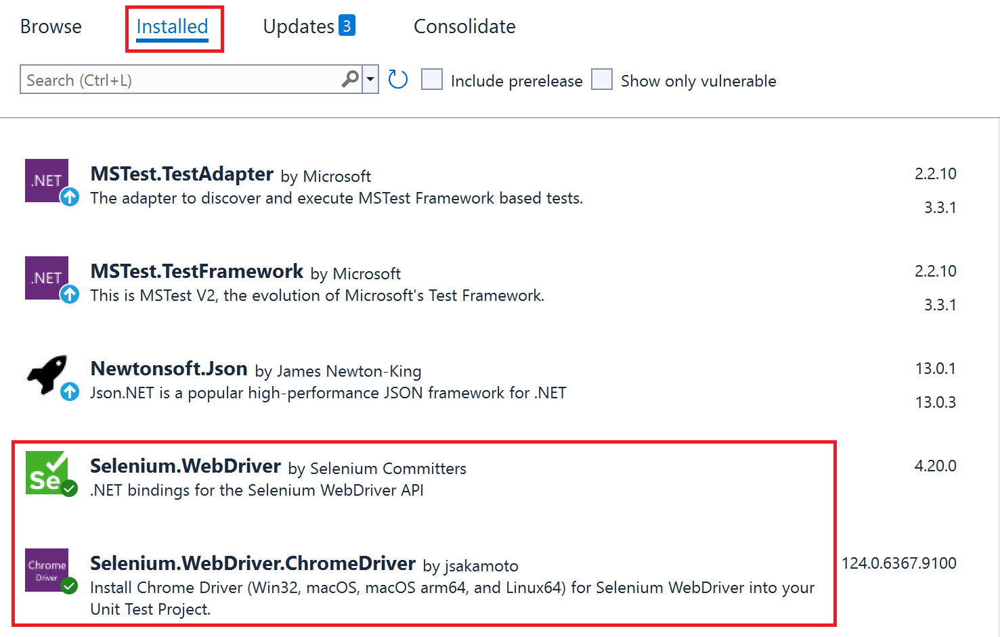 Browse Installed Updates 3 Consolidate
Search (Ctrl+L) Include prerelease Show only vulnerable
.NET MSTest.TestAdapter by Microsoft 2.2.10
The adapter to discover and execute MSTest Framework based tests.
3.3.1
.NET MSTest.TestFramework by Microsoft 2.2.10
This is MSTest V2, the evolution of Microsoft's Test Framework.
3.3.1
Newtonsoft.Json by James Newton-King 13.0.1
Json.NET is a popular high-performance JSON framework for .NET
13.0.3
Se Selenium.WebDriver by Selenium Committers 4.20.0
.NET bindings for the Selenium WebDriver API
Chrome Driver Selenium.WebDriver.ChromeDriver by jsakamoto 124.0.6367.9100
Install Chrome Driver (Win32, macOS, macOS arm64, and Linux64) for Selenium WebDriver into your
Unit Test Project.